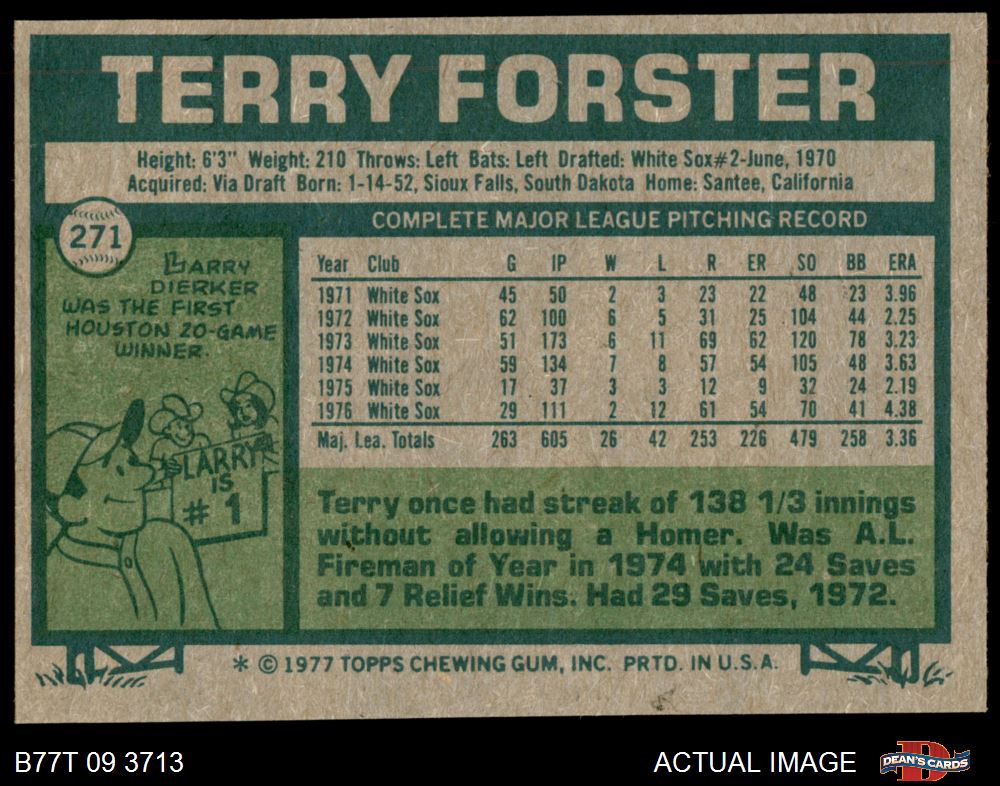 TERRY FORSTER
Height: 6'3" Weight: 210 Throws: Left Bats: Left Drafted: White Sox#2-June, 1970
Acquired: Via Draft Born: 1-14-52, Sioux Falls, South Dakota Home: Santee, California
271
LARRY
DIERKER
WAS THE FIRST
HOUSTON 20-GAME
WINNER.
LARRY
IS
# 1
COMPLETE MAJOR LEAGUE PITCHING RECORD
Year Club G IP W L R ER SO BB ERA
1971 White Sox 45 50 2 3 23 22 48 23 3.96
1972 White Sox 62 100 6 5 31 25 104 44 2.25
1973 White Sox 51 173 6 11 69 62 120 78 3.23
1974 White Sox 59 134 7 8 57 54 105 48 3.63
1975 White Sox 17 37 3 3 12 9 32 24 2.19
1976 White Sox 29 111 2 12 61 54 70 41 4.38
Maj. Lea. Totals 263 605 26 42 253 226 479 258 3.36
Terry once had streak of 138 1/3 innings
without allowing a Homer. Was A.L.
Fireman of Year in 1974 with 24 Saves
and 7 Relief Wins. Had 29 Saves, 1972.
* © 1977 TOPPS CHEWING GUM, INC. PRTD. IN U.S.A.
B77T 09 3713
ACTUAL IMAGE
D
DEAN'S CARDS